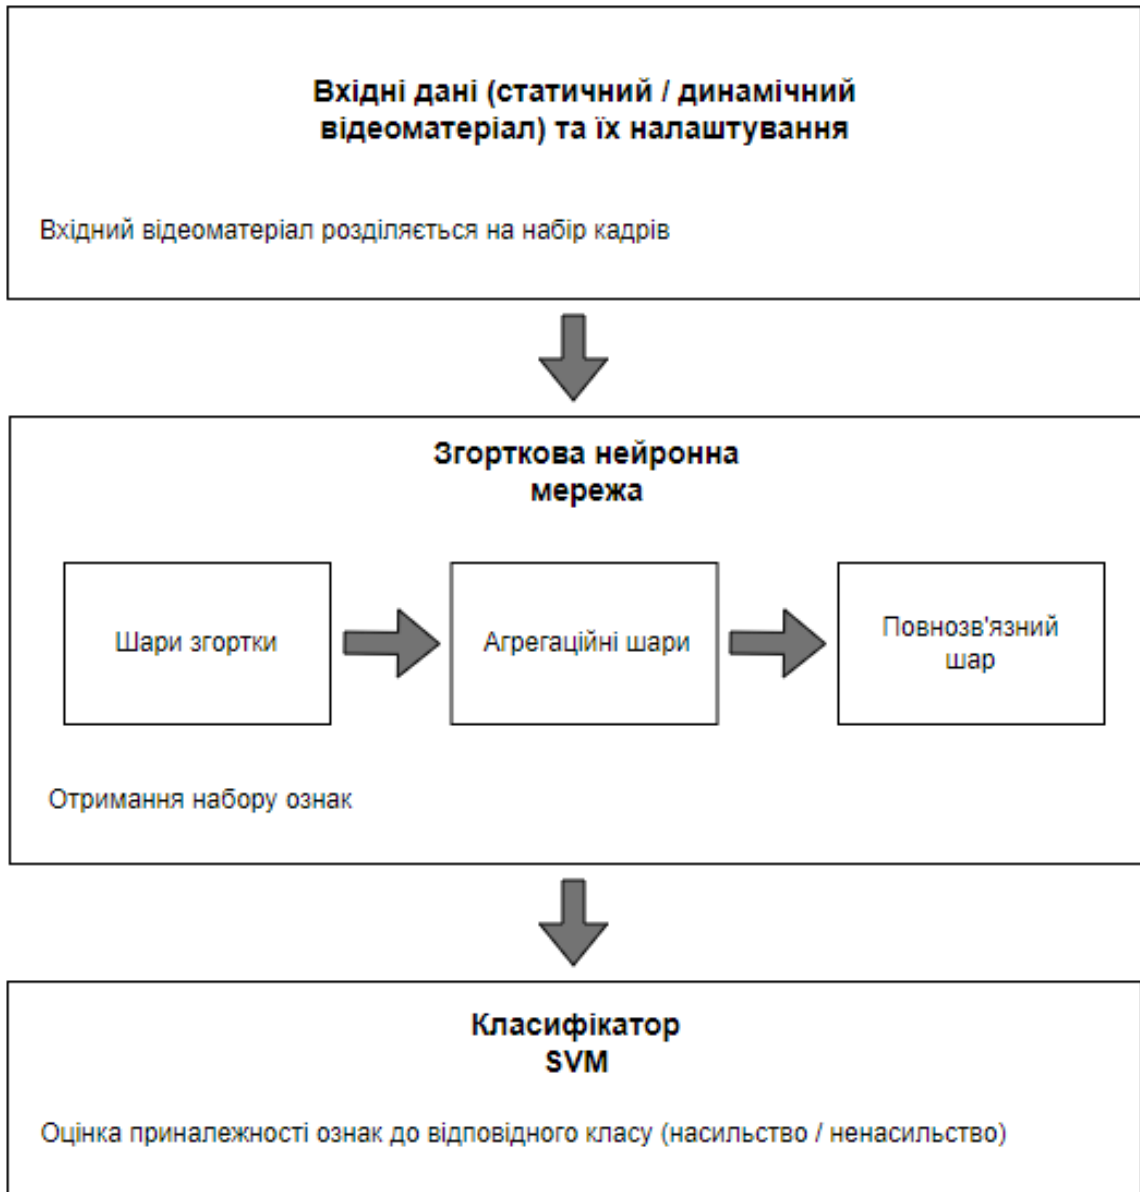 Вхідні дані (статичний / динамічний
відеоматеріал) та їх налаштування
Вхідний відеоматеріал розділяється на набір кадрів
Згорткова нейронна
мережа
Шари згортки
Агрегаційні шари
Повнозв'язний
шар
Отримання набору ознак
Класифікатор
SVM
Оцінка приналежності ознак до відповідного класу (насильство / ненасильство)